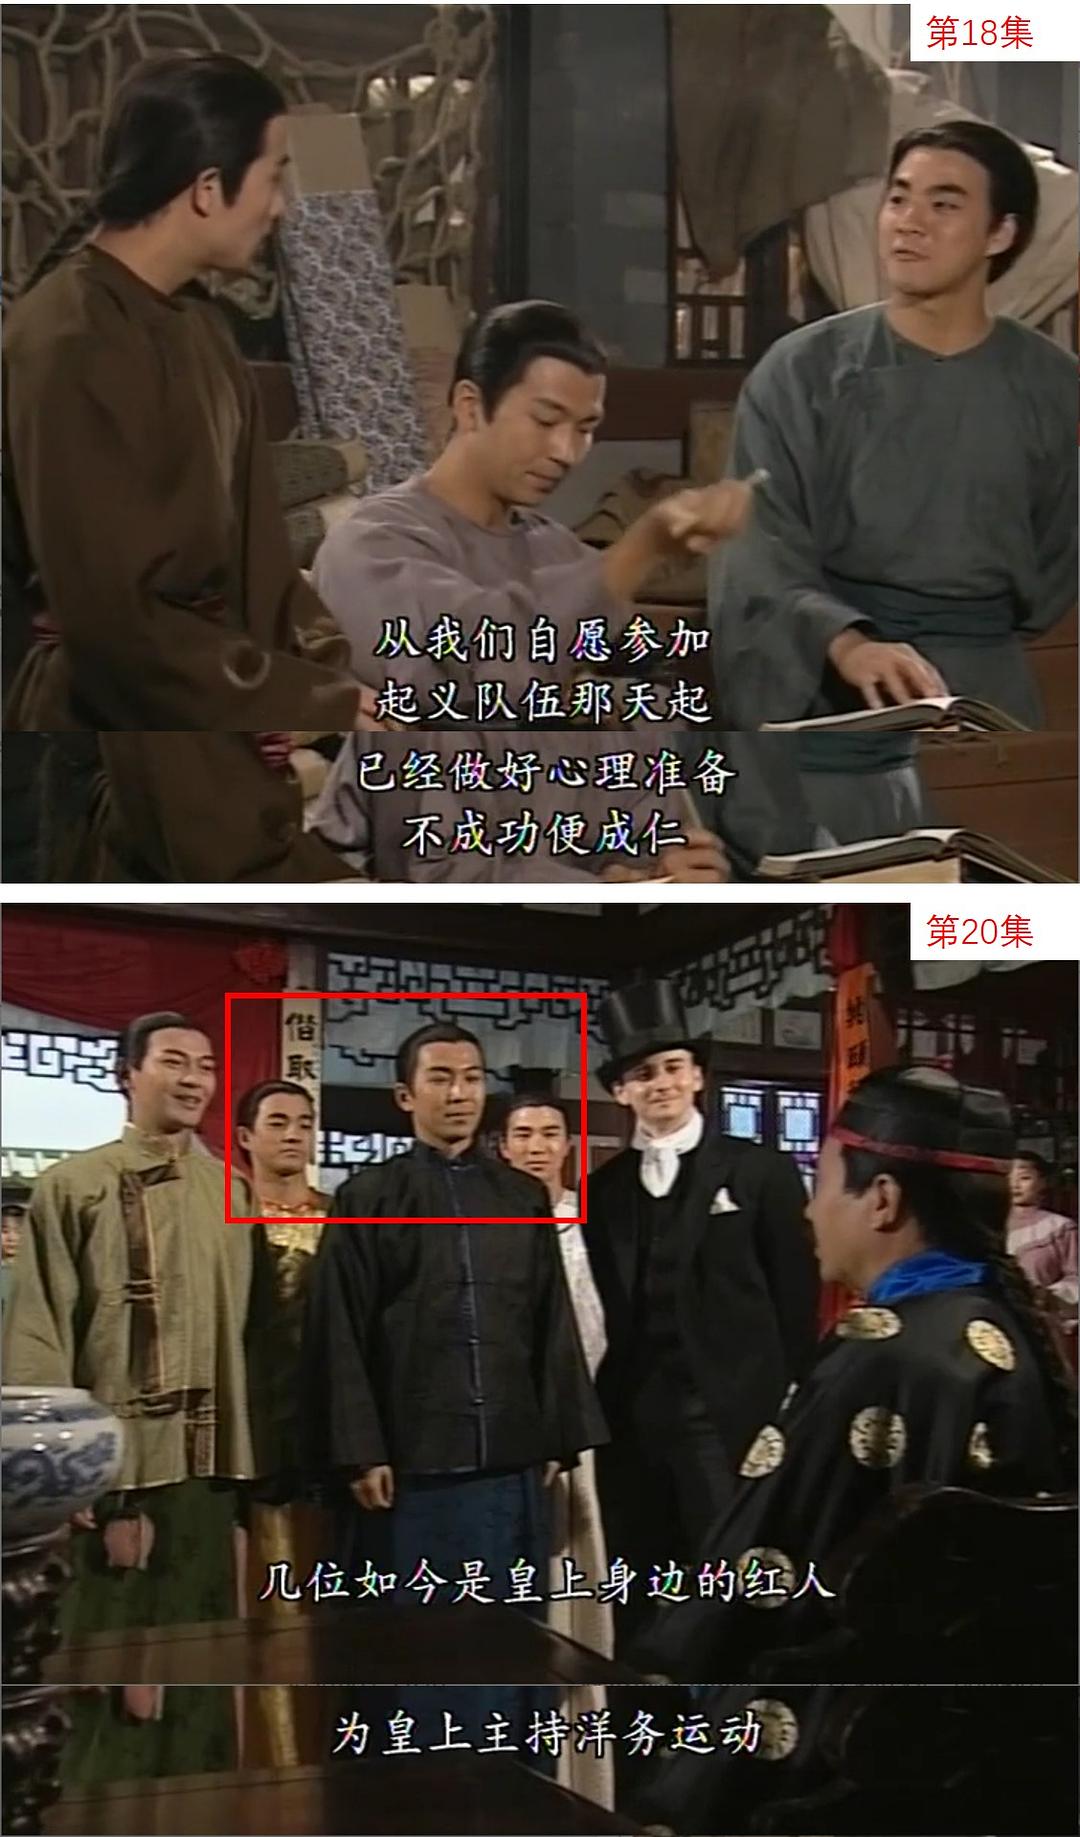 第18集
从我们自愿参加
起义队伍那天起
已经做好心理准备
不成功便成仁
第20集
借
取
几位如今是皇上身边的红人
为皇上主持洋务运动